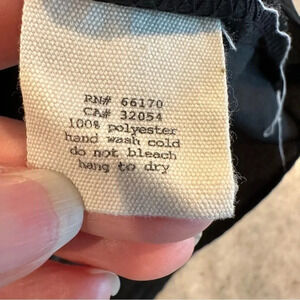 RN# 66170
CA# 32054
100% polyester
hand wash cold
do not bleach
hang to dry